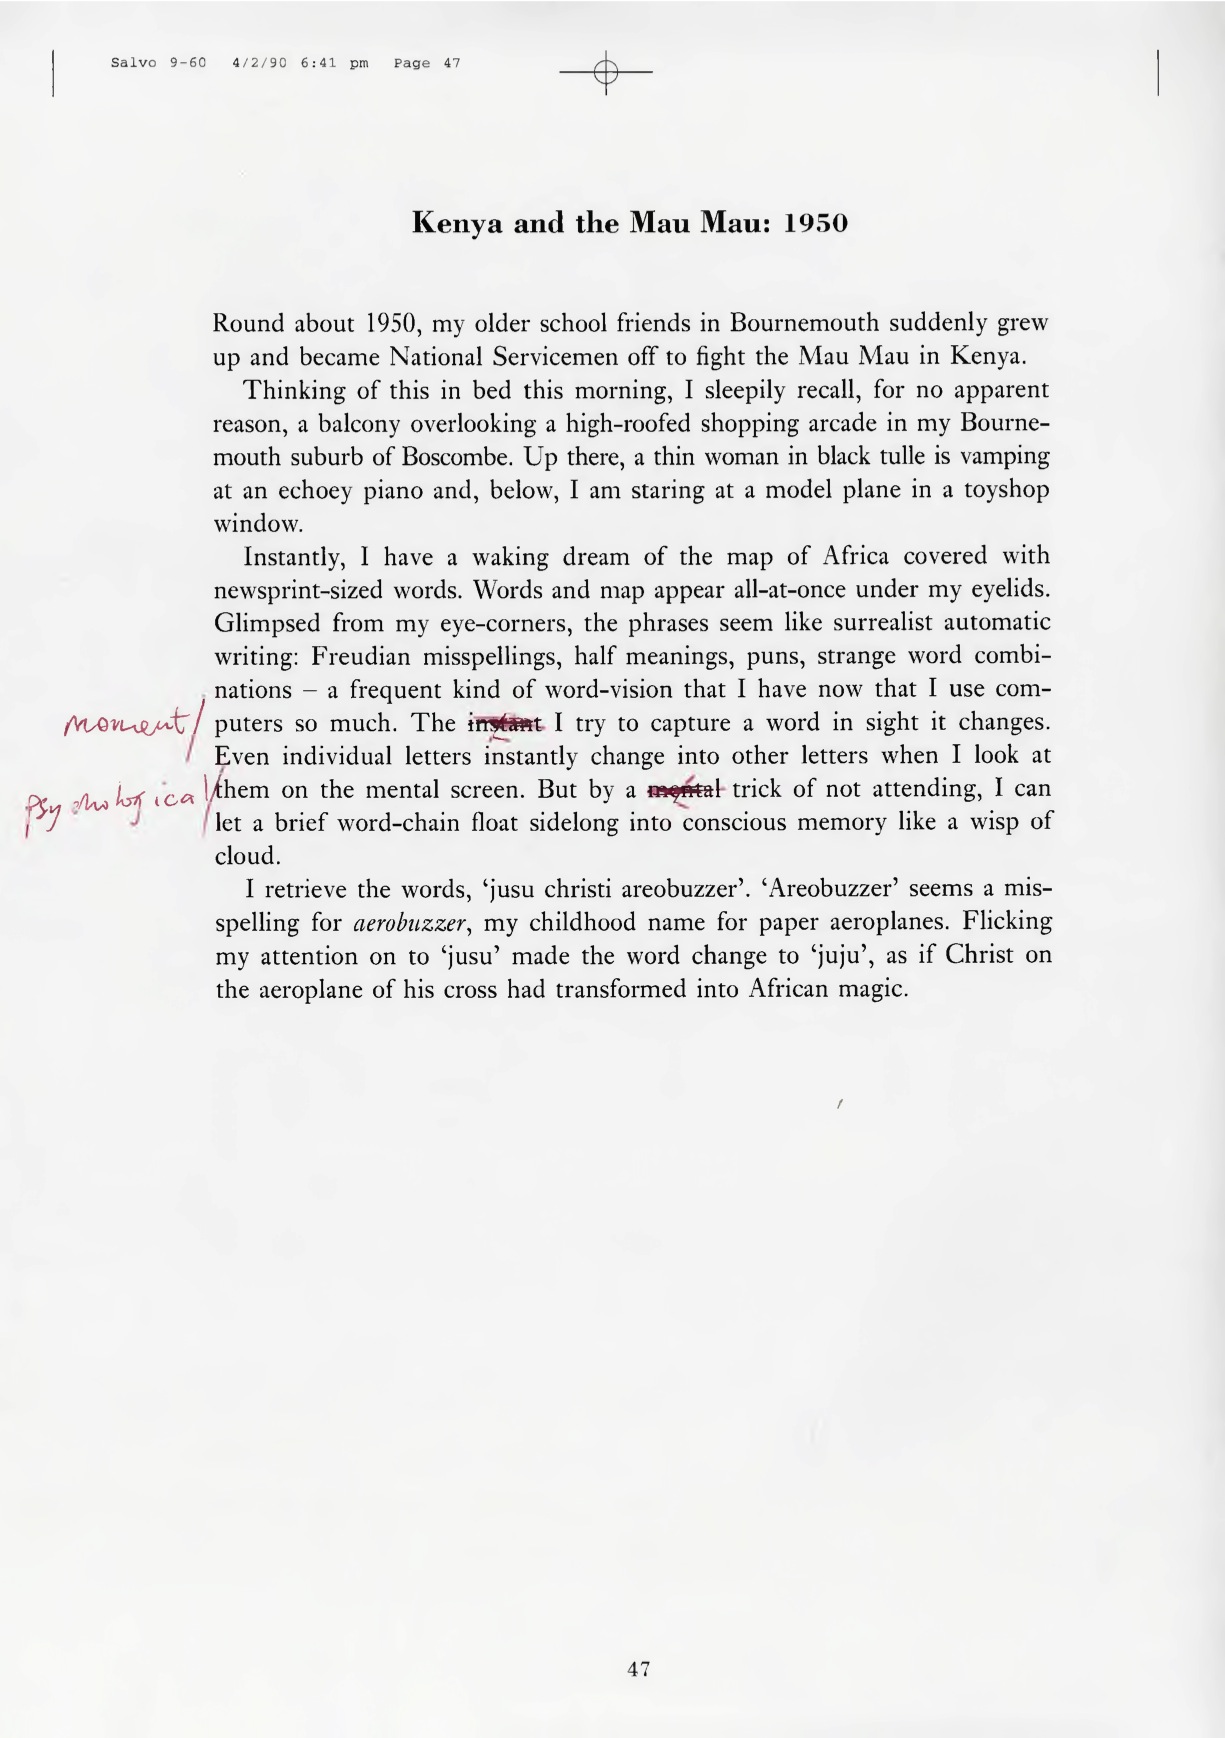 Salvo 9-60 4/2/90 6:41 pm Page 47
Kenya and the Mau Mau: 1950
Round about 1950, my older school friends in Bournemouth suddenly grew
up and became National Servicemen off to fight the Mau Mau in Kenya.
Thinking of this in bed this morning, I sleepily recall, for no apparent
reason, a balcony overlooking a high-roofed shopping arcade in my Bourne-
mouth suburb of Boscombe. Up there, a thin woman in black tulle is vamping
at an echoey piano and, below, I am staring at a model plane in a toyshop
window.
Instantly, I have a waking dream of the map of Africa covered with
newsprint-sized words. Words and map appear all-at-once under my eyelids.
Glimpsed from my eye-corners, the phrases seem like surrealist automatic
writing: Freudian misspellings, half meanings, puns, strange word combi-
nations – a frequent kind of word-vision that I have now that I use com-
moment/
puters so much. The instant I try to capture a word in sight it changes.
Even individual letters instantly change into other letters when I look at
psychological/
them on the mental screen. But by a mental trick of not attending, I can
let a brief word-chain float sidelong into conscious memory like a wisp of
cloud.
I retrieve the words, ‘jusu christi areobuzzer’. ‘Areobuzzer’ seems a mis-
spelling for aerobuzzer, my childhood name for paper aeroplanes. Flicking
my attention on to ‘jusu’ made the word change to ‘juju’, as if Christ on
the aeroplane of his cross had transformed into African magic.
47